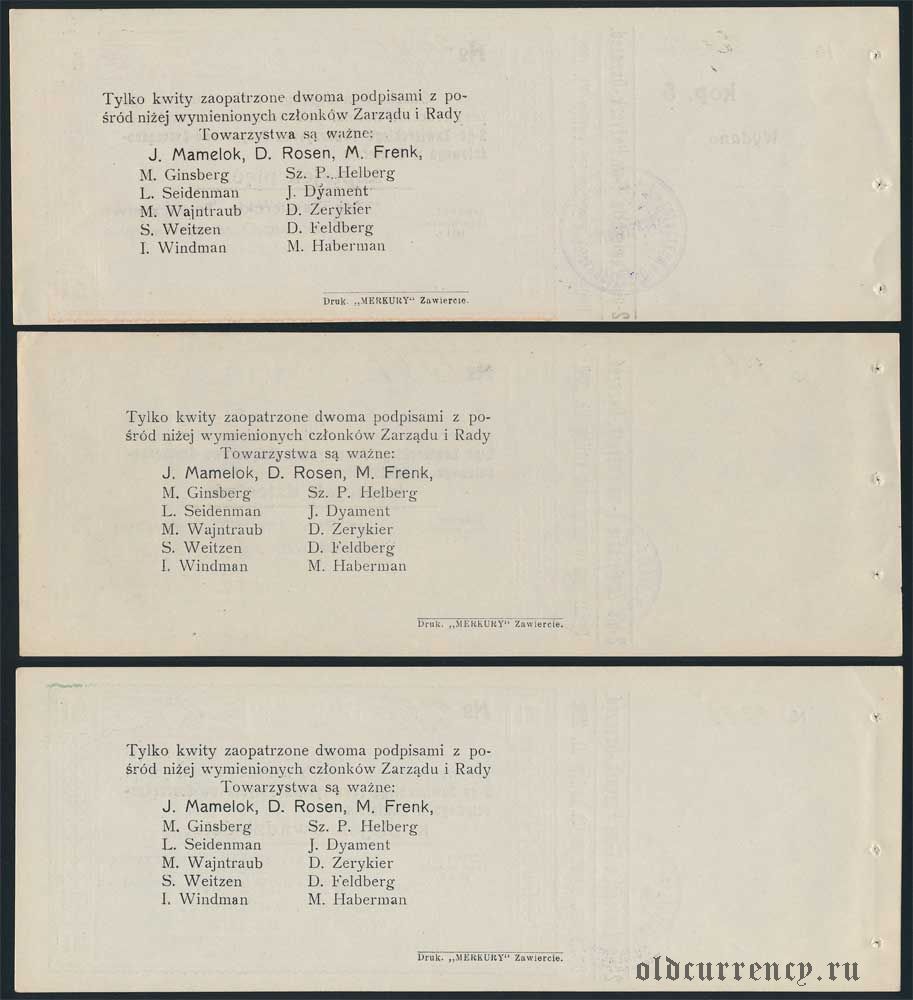 Tylko kwity zaopatrzone dwoma podpisami z po-
śród niżej wymienionych członków Zarządu i Rady
Towarzystwa są ważne:
J. Mamelok, D. Rosen, M. Frenk,
M. Ginsberg Sz. P. Helberg
L. Seidenman J. Dyament
M. Wajntraub D. Zerykier
S. Weitzen D. Feldberg
I. Windman M. Haberman
Druk. „MERKURY“ Zawiercie.
kop. 5
Wydano
№
Tylko kwity zaopatrzone dwoma podpisami z po-
śród niżej wymienionych członków Zarządu i Rady
Towarzystwa są ważne:
J. Mamelok, D. Rosen, M. Frenk,
M. Ginsberg Sz. P. Helberg
L. Seidenman J. Dyament
M. Wajntraub D. Zerykier
S. Weitzen D. Feldberg
I. Windman M. Haberman
Druk. „MERKURY“ Zawiercie.
№
Tylko kwity zaopatrzone dwoma podpisami z po-
śród niżej wymienionych członków Zarządu i Rady
Towarzystwa są ważne:
J. Mamelok, D. Rosen, M. Frenk,
M. Ginsberg Sz. P. Helberg
L. Seidenman J. Dyament
M. Wajntraub D. Zerykier
S. Weitzen D. Feldberg
I. Windman M. Haberman
Druk. „MERKURY“ Zawiercie.
№
oldcurrency.ru